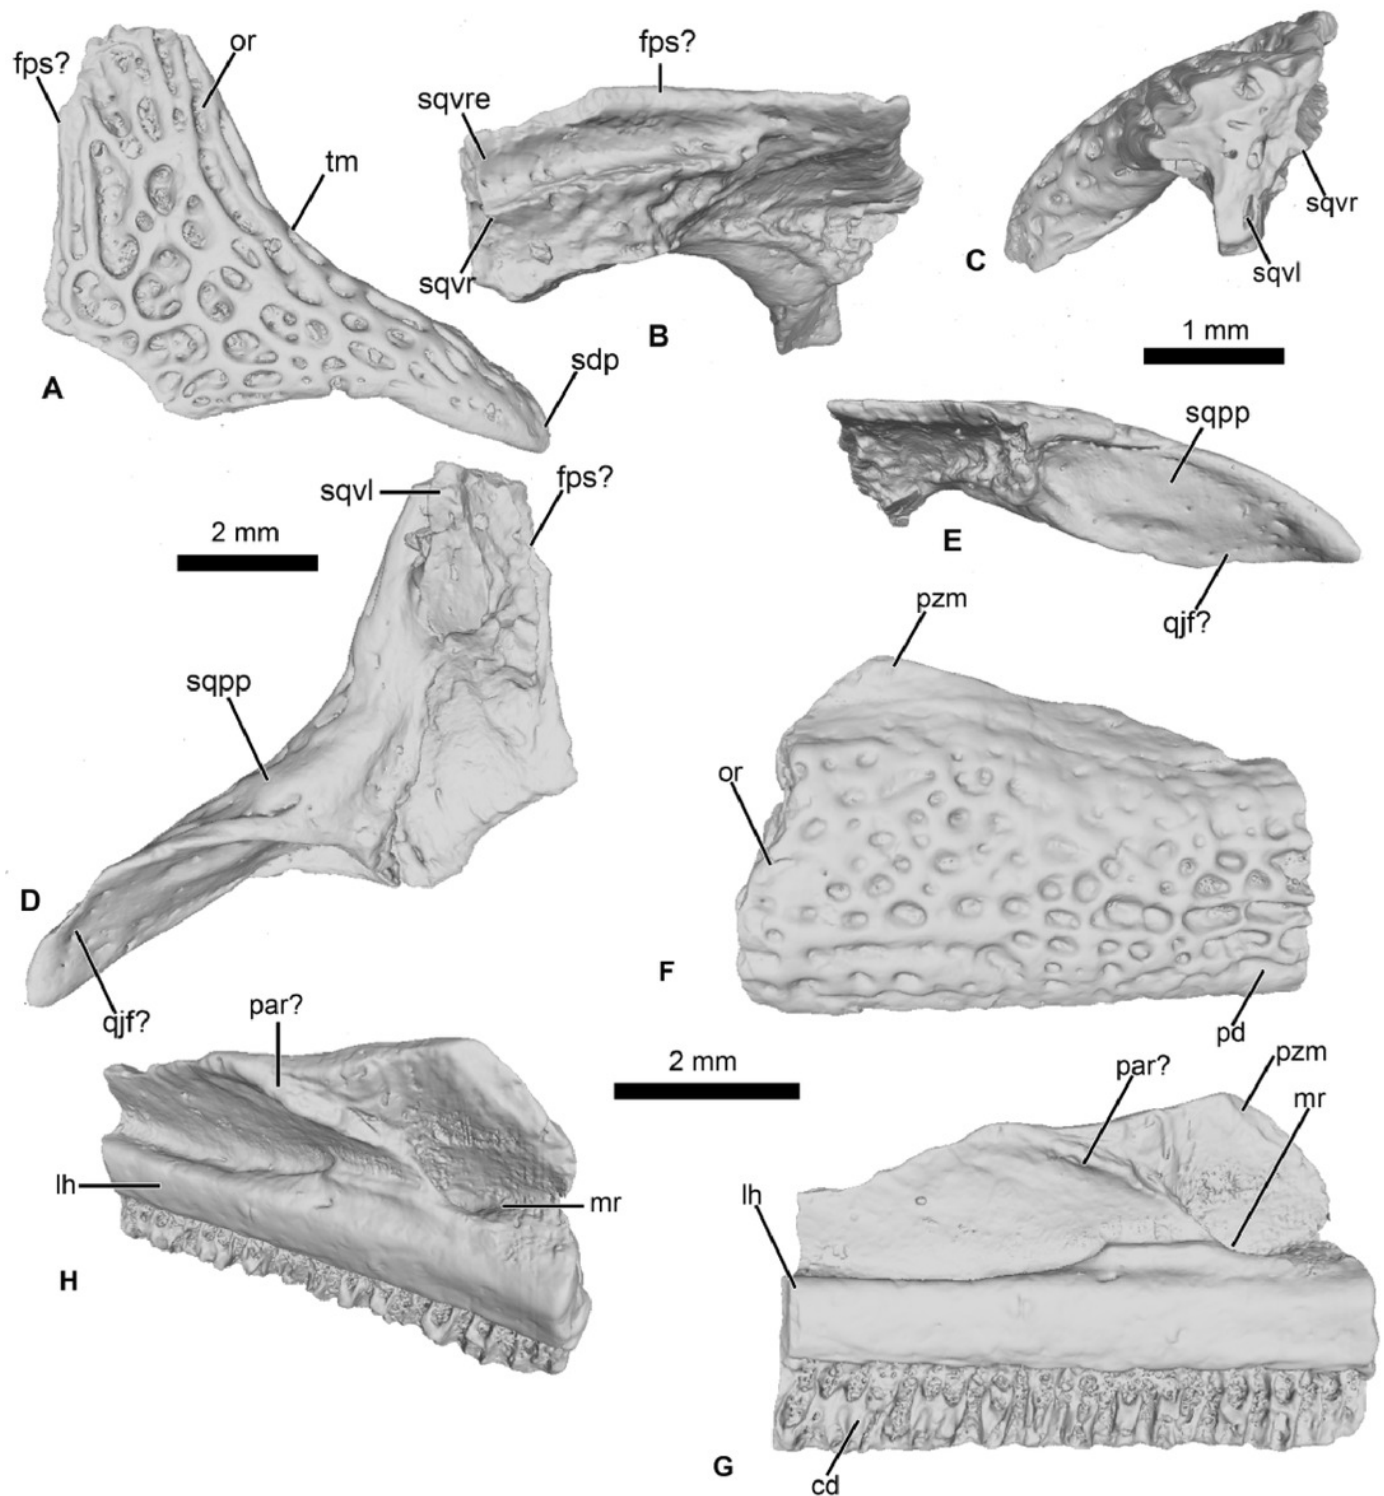 fps?
or
tm
sdp
A
fps?
sqvre
sqvr
B
sqvr
sqvl
C
1 mm
sqvl
fps?
2 mm
sqpp
qjf?
D
sqpp
qjf?
E
pzm
or
pd
F
par?
lh
mr
H
2 mm
par?
pzm
mr
lh
cd
G